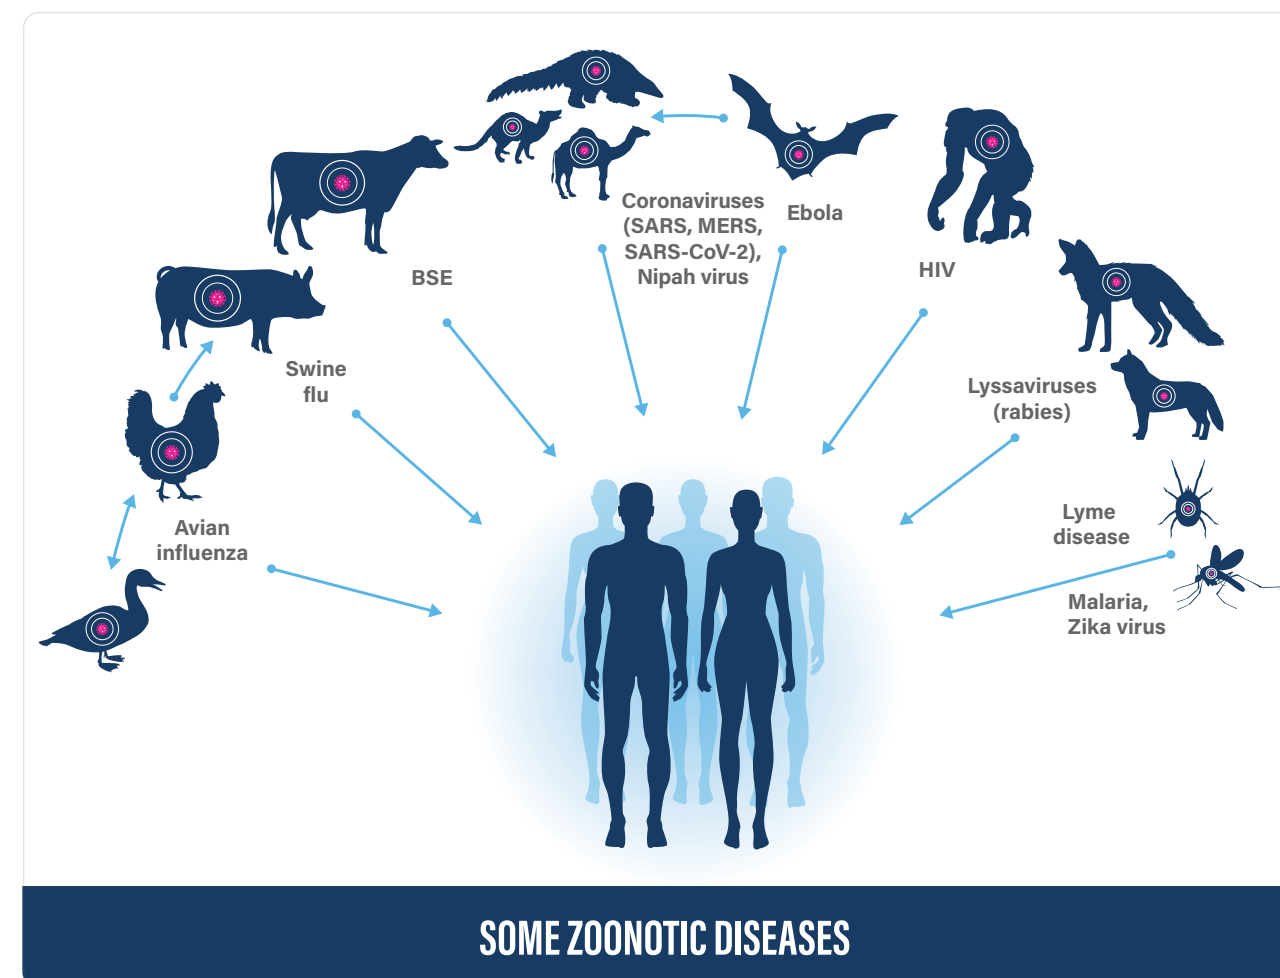 Coronaviruses
(SARS, MERS,
SARS-CoV-2),
Nipah virus
Ebola
HIV
BSE
Swine
flu
Lyssaviruses
(rabies)
Avian
influenza
Lyme
disease
Malaria,
Zika virus
SOME ZOONOTIC DISEASES